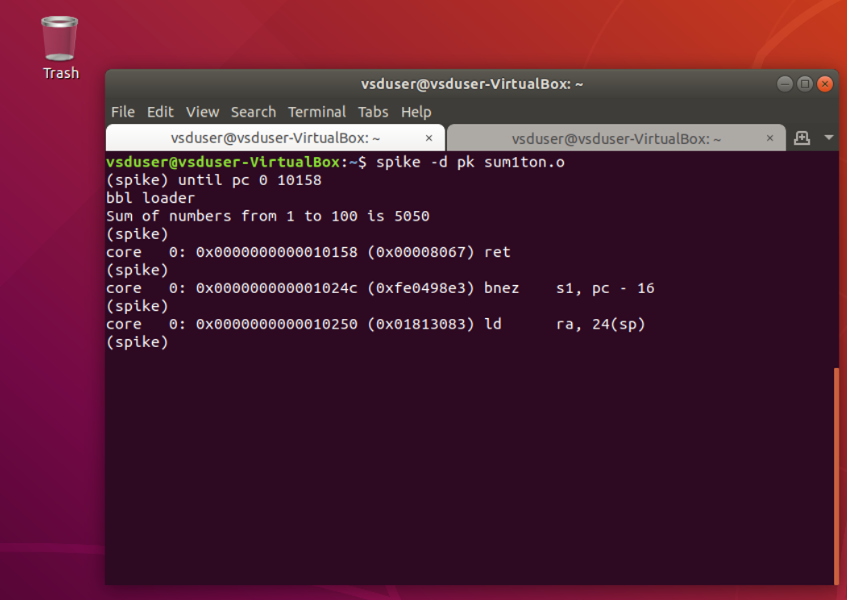 Trash
vsduser@vsduser-VirtualBox: ~
File Edit View Search Terminal Tabs Help
vsduser@vsduser-VirtualBox: ~ × vsduser@vsduser-VirtualBox: ~ ×
vsduser@vsduser-VirtualBox:~$ spike -d pk sum1ton.o
(spike) until pc 0 10158
bbl loader
Sum of numbers from 1 to 100 is 5050
(spike)
core   0: 0x0000000000010158 (0x00008067) ret
(spike)
core   0: 0x000000000001024c (0xfe0498e3) bnez    s1, pc - 16
(spike)
core   0: 0x0000000000010250 (0x01813083) ld      ra, 24(sp)
(spike)